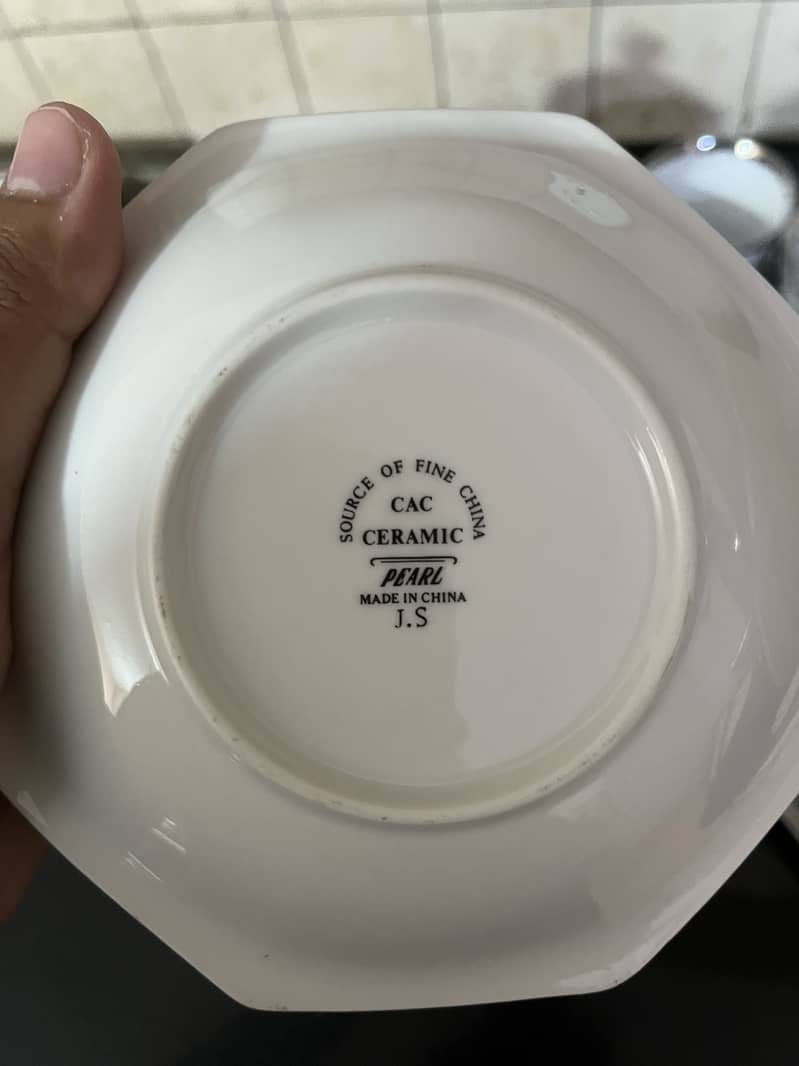 SOURCE OF FINE CHINA
CAC
CERAMIC
PEARL
MADE IN CHINA
J.S